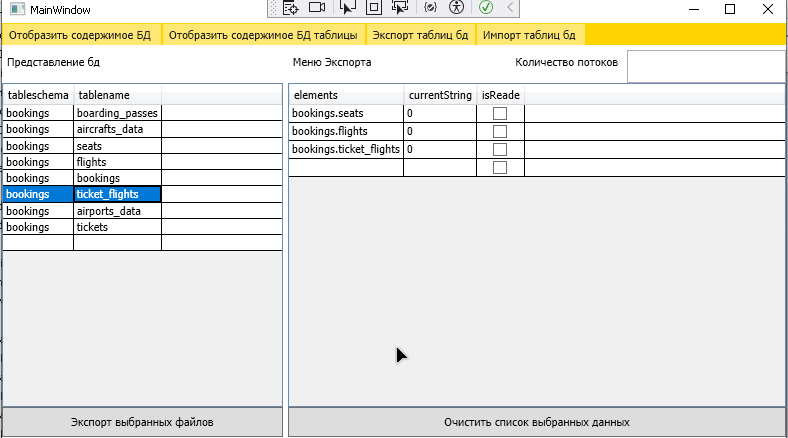 MainWindow
Отобразить содержимое БД Отобразить содержимое БД таблицы Экспорт таблиц бд Импорт таблиц бд
Представление бд Меню Экспорта Количество потоков
tableschema tablename elements currentString isReade
bookings boarding_passes bookings.seats 0
bookings aircrafts_data bookings.flights 0
bookings seats bookings.ticket_flights 0
bookings flights
bookings bookings
bookings ticket_flights
bookings airports_data
bookings tickets
Экспорт выбранных файлов Очистить список выбранных данных